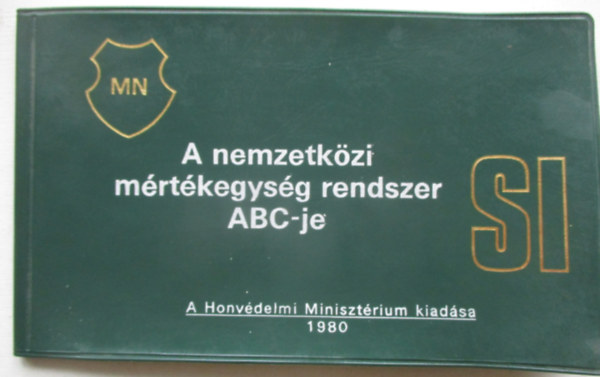 MN
A nemzetközi
mértékegység rendszer
ABC-je
SI
A Honvédelmi Minisztérium kiadása
1980